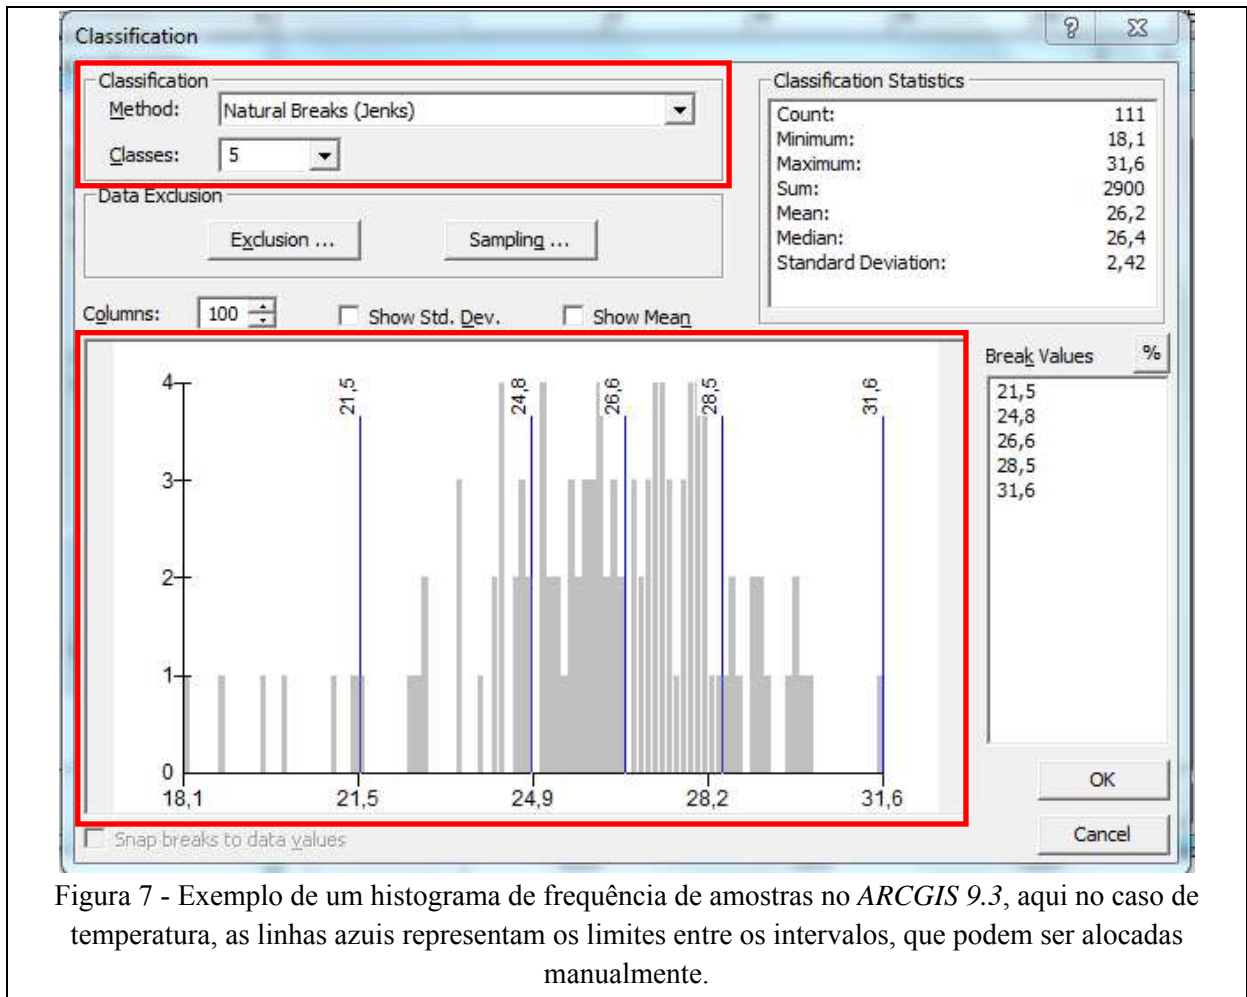 Classification
Classification
Method: Natural Breaks (Jenks)
Classes: 5
Data Exclusion
Exclusion ... Sampling ...
Columns: 100 Show Std. Dev. Show Mean
Classification Statistics
Count: 111
Minimum: 18,1
Maximum: 31,6
Sum: 2900
Mean: 26,2
Median: 26,4
Standard Deviation: 2,42
Break Values %
21,5
24,8
26,6
28,5
31,6
21,5 24,8 26,6 28,5 31,6
4
3
2
1
0
18,1 21,5 24,9 28,2 31,6
Snap breaks to data values
OK
Cancel
Figura 7 - Exemplo de um histograma de frequência de amostras no ARCGIS 9.3, aqui no caso de
temperatura, as linhas azuis representam os limites entre os intervalos, que podem ser alocadas
manualmente.